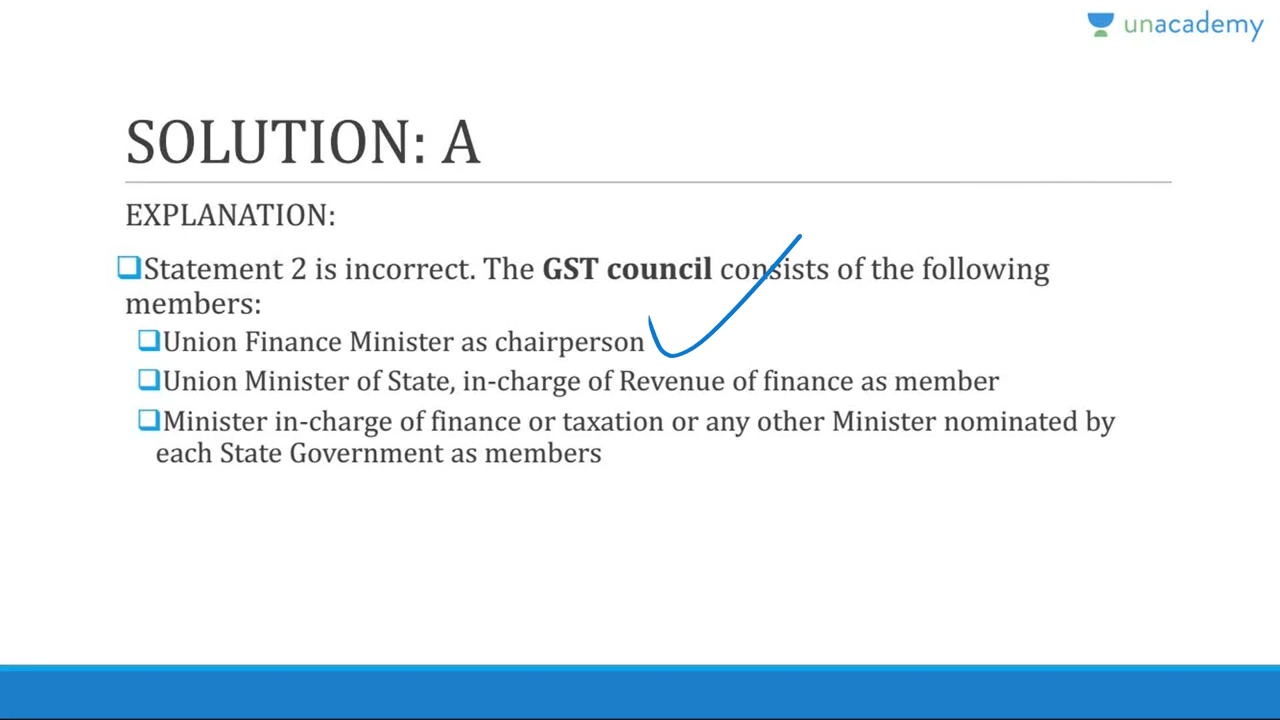 unacademy
SOLUTION: A
EXPLANATION:
Statement 2 is incorrect. The GST council consists of the following
members:
Union Finance Minister as chairperson
Union Minister of State, in-charge of Revenue of finance as member
Minister in-charge of finance or taxation or any other Minister nominated by
each State Government as members